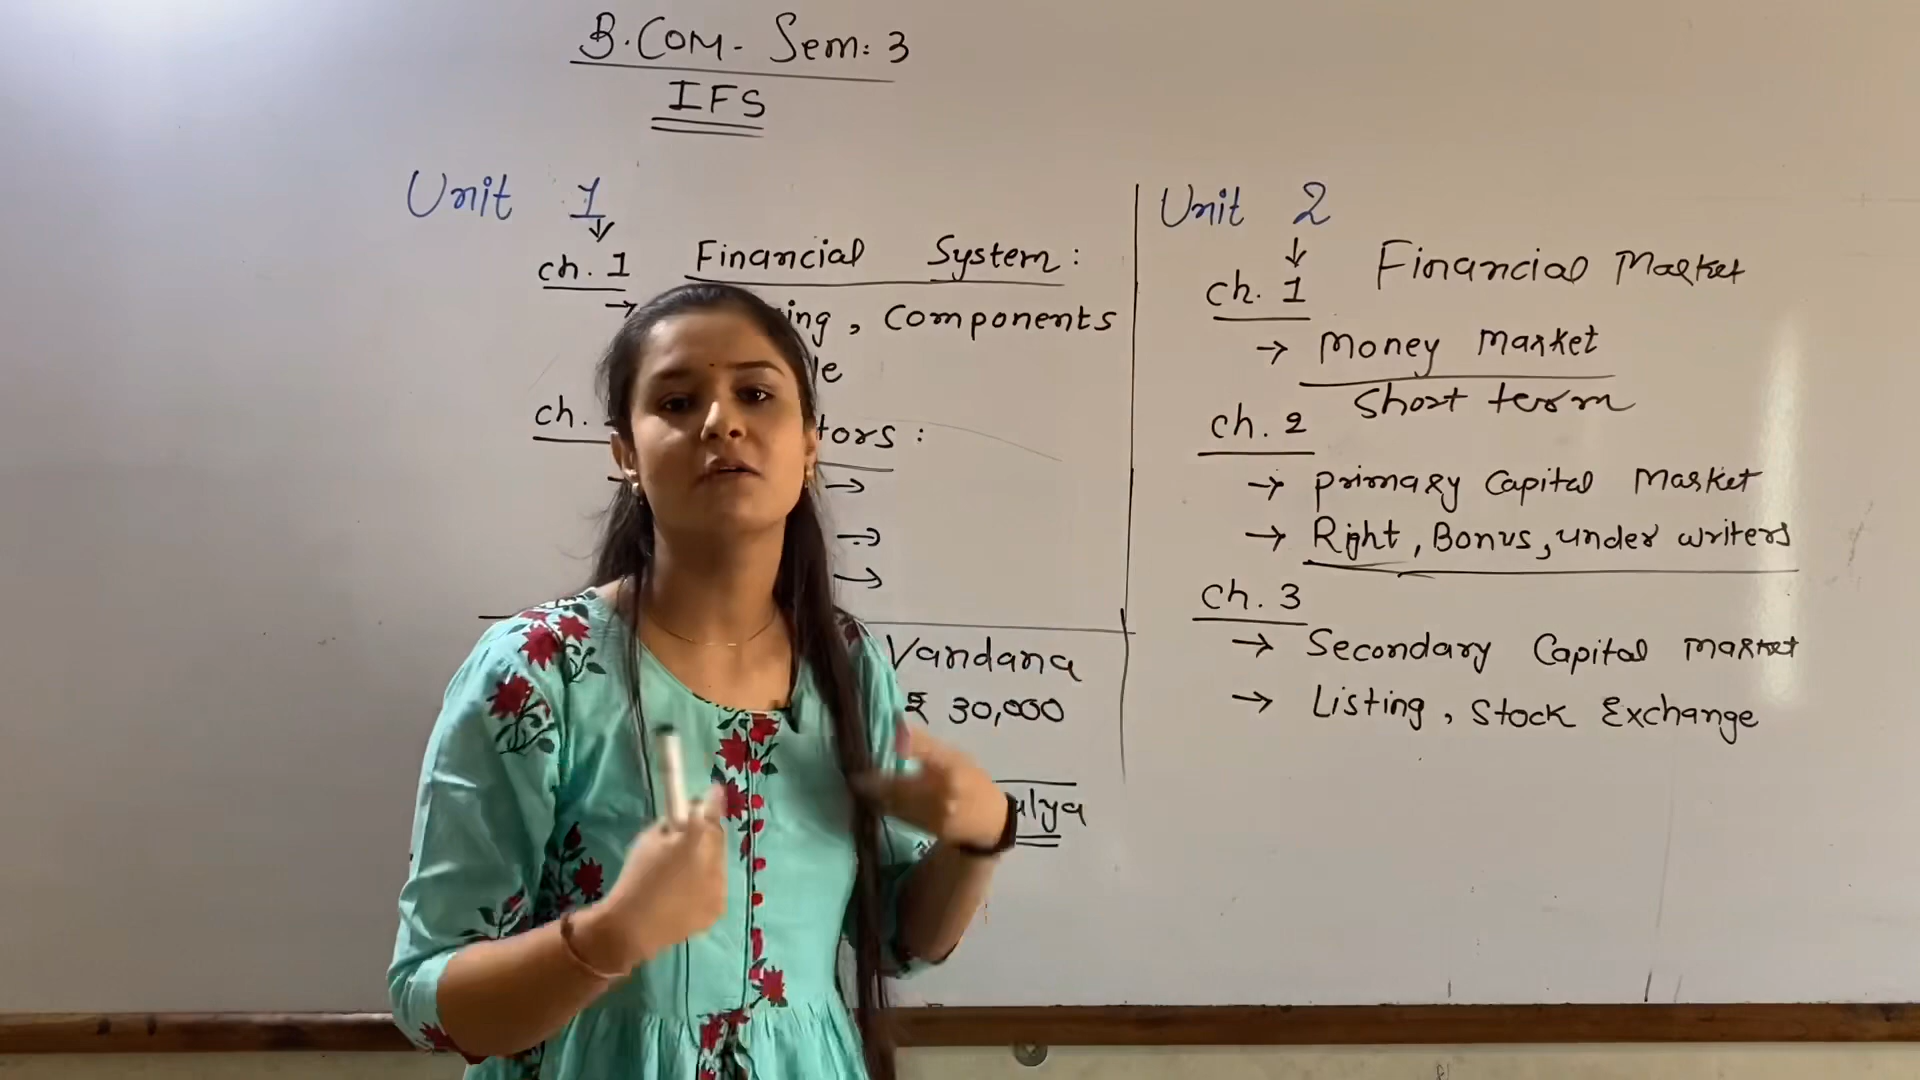 B.COM- Sem: 3
IFS
Unit 1
ch. 1 Financial System:
→ , Components
ch.
→
→
→
Vandana
₹ 30,000
Unit 2
ch. 1 Financial Market
→ Money Market
Short term
ch. 2
→ Primary Capital Market
→ Right, Bonus, under writers
ch. 3
→ Secondary Capital Market
→ Listing, Stock Exchange